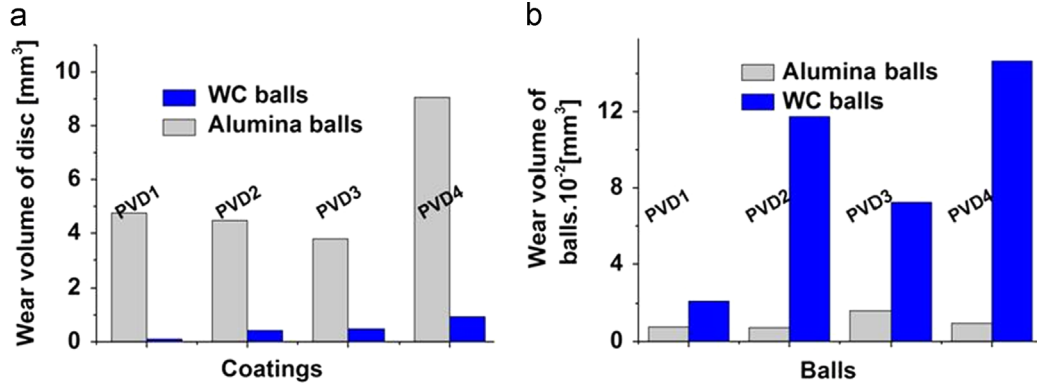 a
Wear volume of disc [mm³]
10
8
6
4
2
0
WC balls
Alumina balls
PVD1
PVD2
PVD3
PVD4
Coatings
b
Wear volume of
balls.10⁻²[mm³]
12
8
4
0
Alumina balls
WC balls
PVD1
PVD2
PVD3
PVD4
Balls